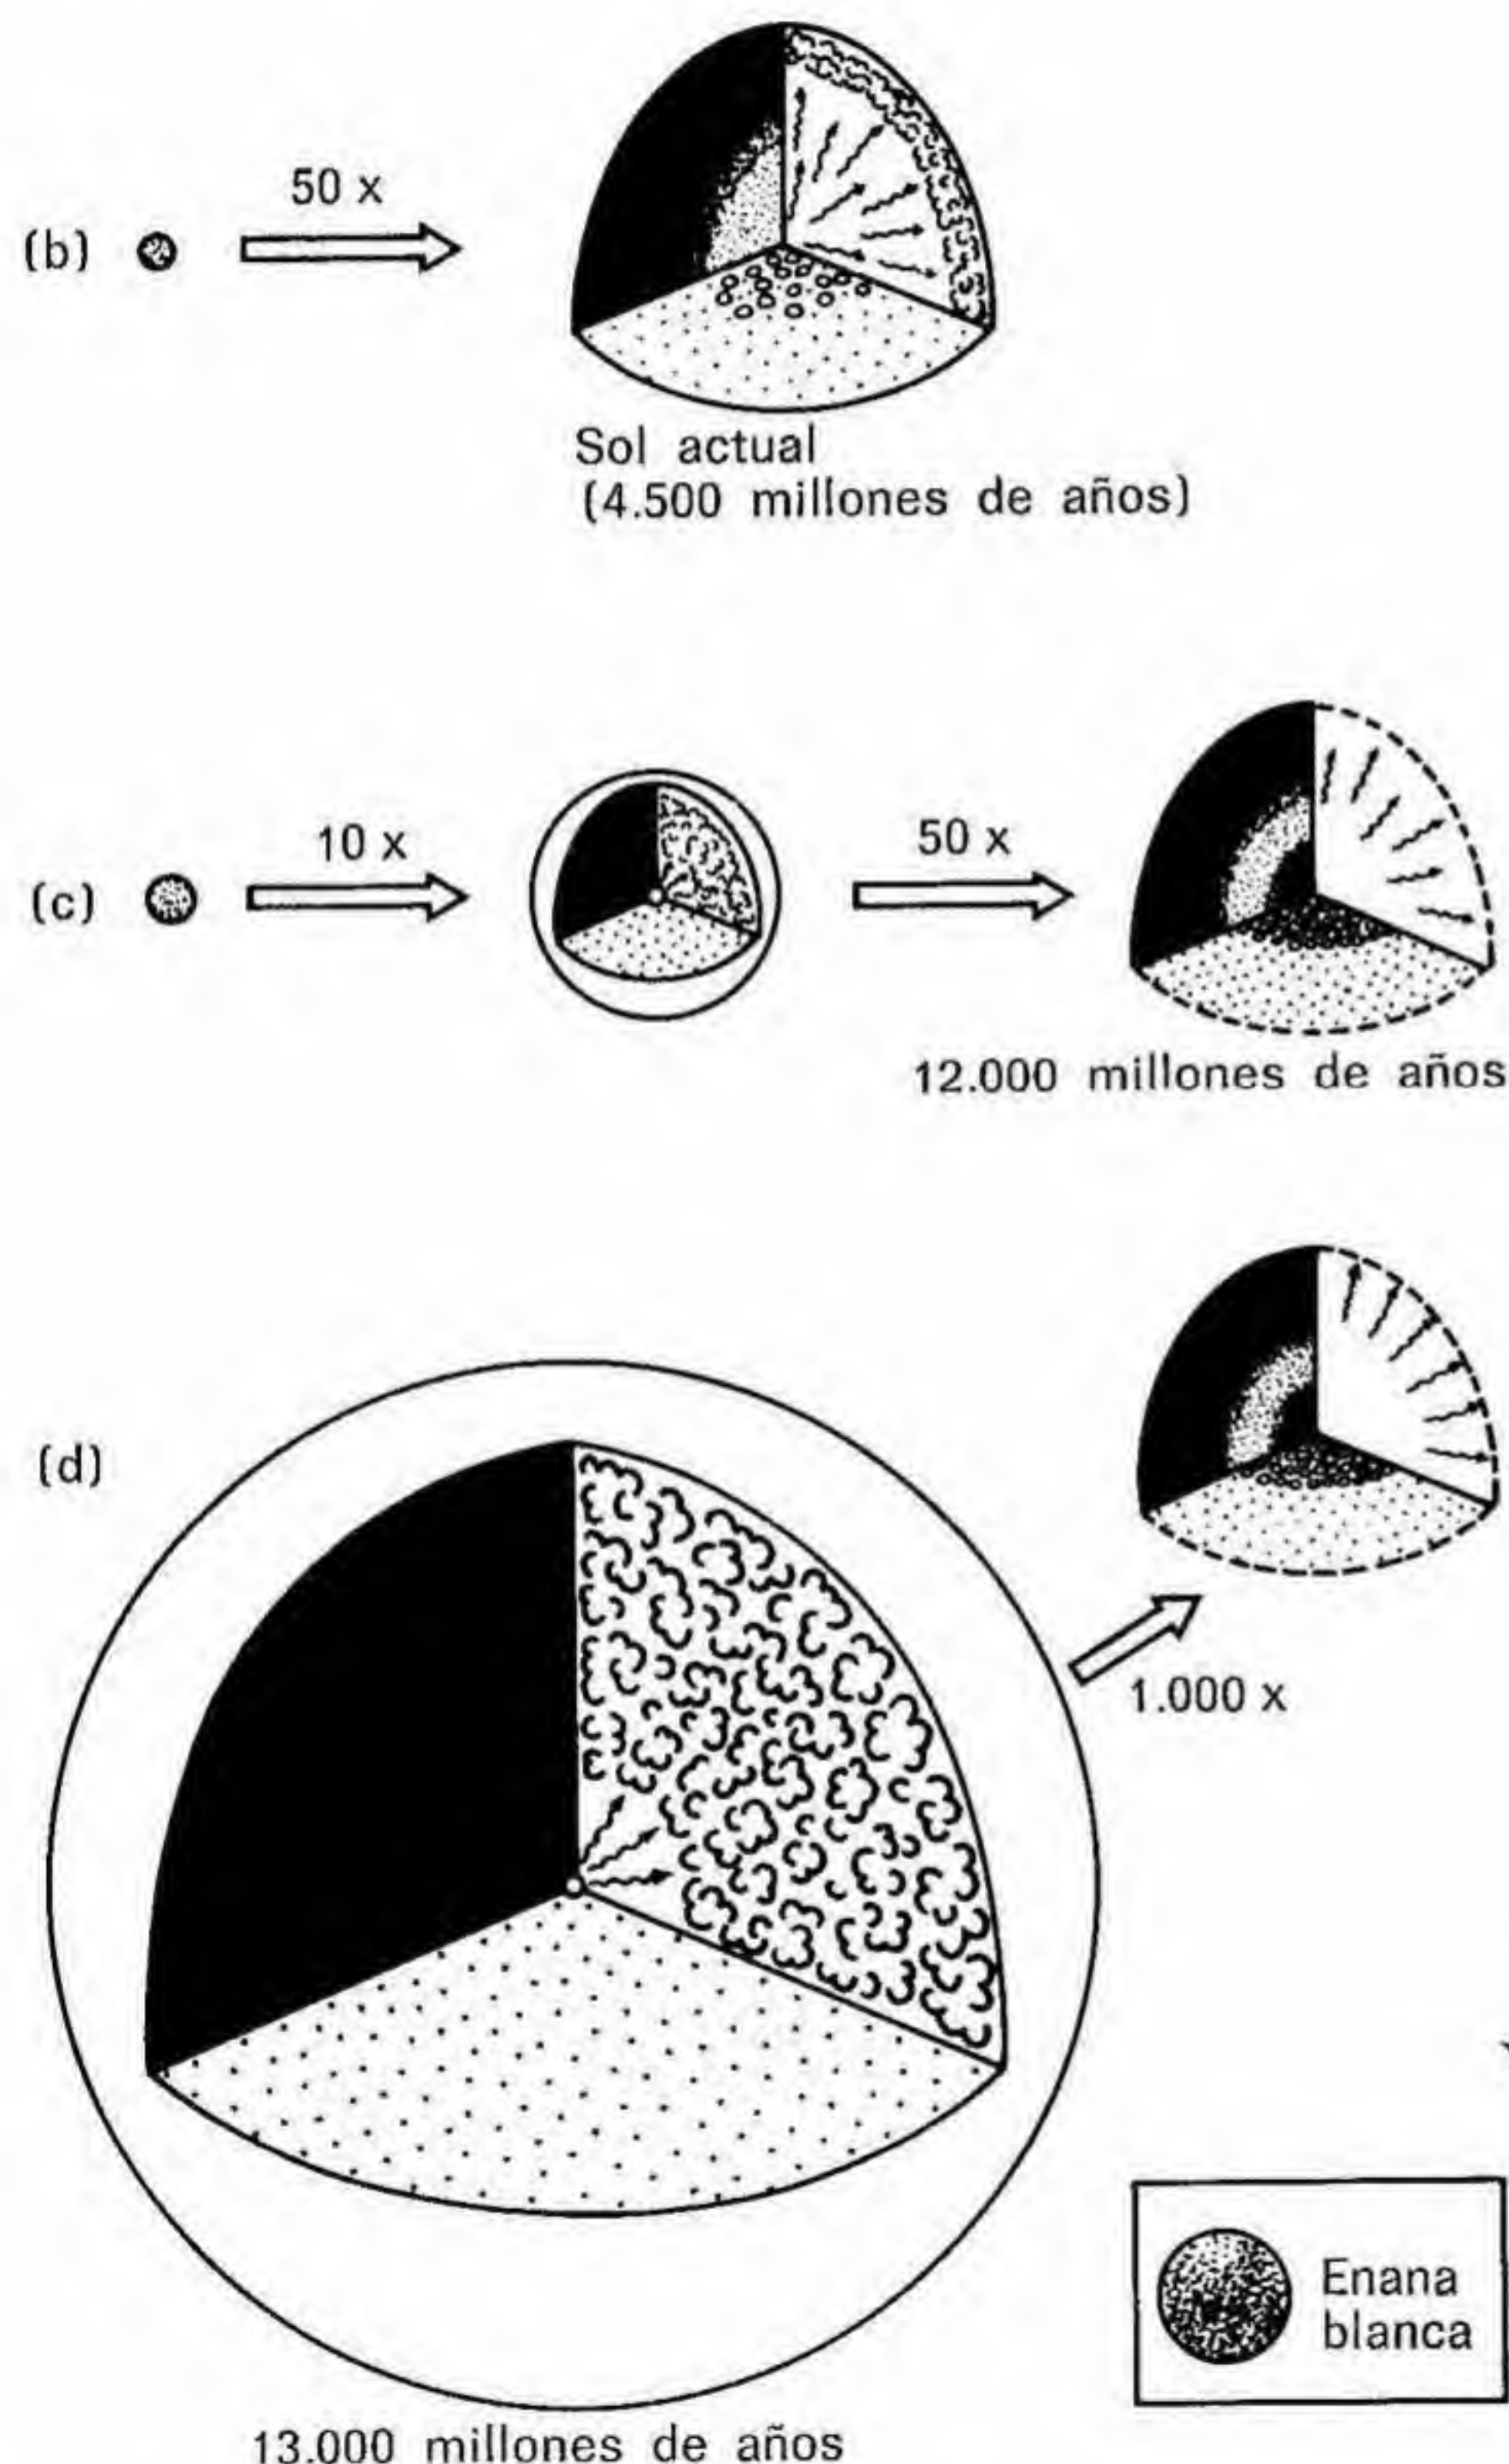 50 x
(b)
Sol actual
(4.500 millones de años)
10 x
50 x
(c)
12.000 millones de años
(d)
1.000 x
Enana
blanca
13.000 millones de años